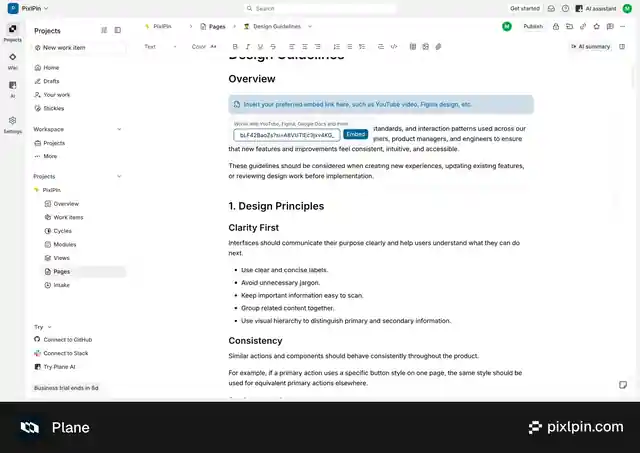 PixlPin
Search
Get started
AI assistant
M
Projects
Wiki
AI
Settings
Projects
New work item
Home
Drafts
Your work
Stickies
Workspace
Projects
More
Projects
PixlPin
Overview
Work items
Cycles
Modules
Views
Pages
Intake
Try
Connect to GitHub
Connect to Slack
Try Plane AI
Business trial ends in 6d
PixlPin > Pages > Design Guidelines
M
Publish
Text
Color Aa
B I U S
AI summary
Design Guidelines
Overview
Insert your preferred embed link here, such as YouTube video, Figma design, etc.
Works with YouTube, Figma, Google Docs and more
Embed
standards, and interaction patterns used across our
product managers, and engineers to ensure
that new features and improvements feel consistent, intuitive, and accessible.
These guidelines should be considered when creating new experiences, updating existing features,
or reviewing design work before implementation.
1. Design Principles
Clarity First
Interfaces should communicate their purpose clearly and help users understand what they can do
next.
Use clear and concise labels.
Avoid unnecessary jargon.
Keep important information easy to scan.
Group related content together.
Use visual hierarchy to distinguish primary and secondary information.
Consistency
Similar actions and components should behave consistently throughout the product.
For example, if a primary action uses a specific button style on one page, the same style should be
used for equivalent primary actions elsewhere.
Plane
pixlpin.com